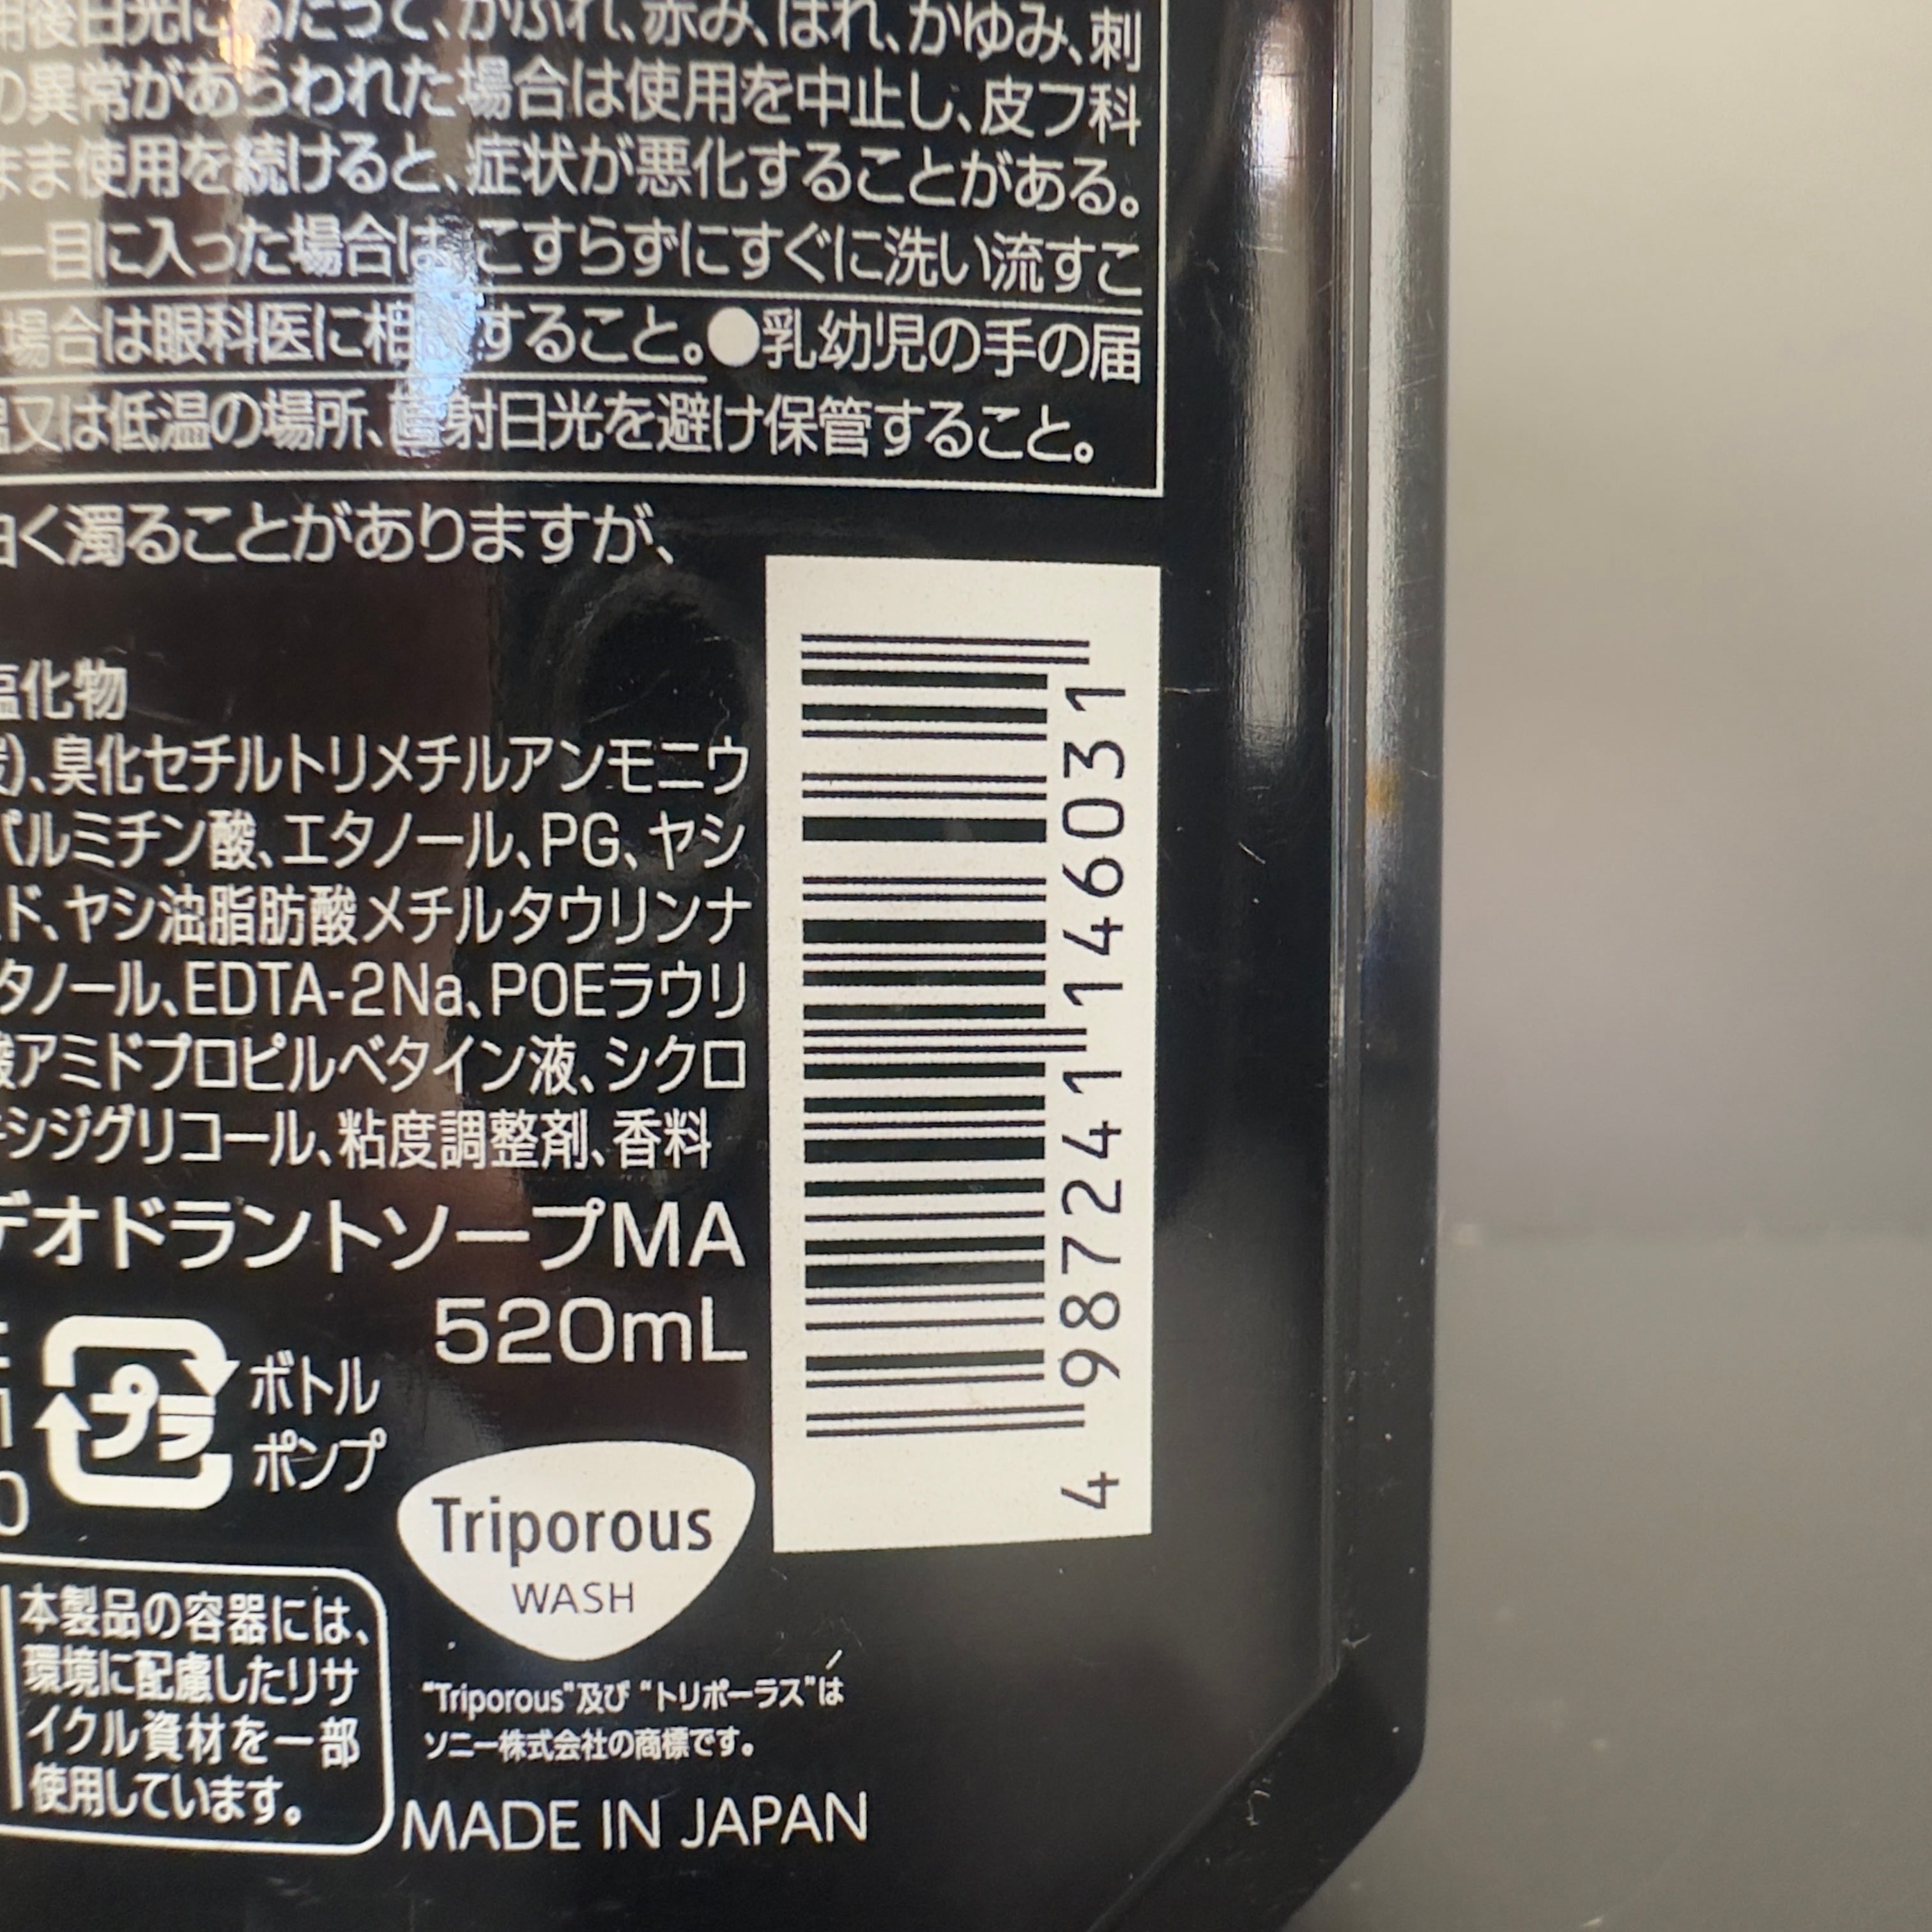 用後日光にあたって、かぶれ、赤み、はれ、かゆみ、刺
の異常があらわれた場合は使用を中止し、皮フ科
まま使用を続けると、症状が悪化することがある。
一目に入った場合は、こすらずにすぐに洗い流すこ
場合は眼科医に相談すること。●乳幼児の手の届
温又は低温の場所、直射日光を避け保管すること。
白く濁ることがありますが、
塩化物
炭)、臭化セチルトリメチルアンモニウ
パルミチン酸、エタノール、PG、ヤシ
ド、ヤシ油脂肪酸メチルタウリンナ
タノール、EDTA-2Na、POEラウリ
酸アミドプロピルベタイン液、シクロ
キシジグリコール、粘度調整剤、香料
デオドラントソープMA
520mL
プラ
ボトル
ポンプ
Triporous
WASH
本製品の容器には、
環境に配慮したリサ
イクル資材を一部
使用しています。
"Triporous"及び "トリポーラス"は
ソニー株式会社の商標です。
MADE IN JAPAN
4 987241 146031